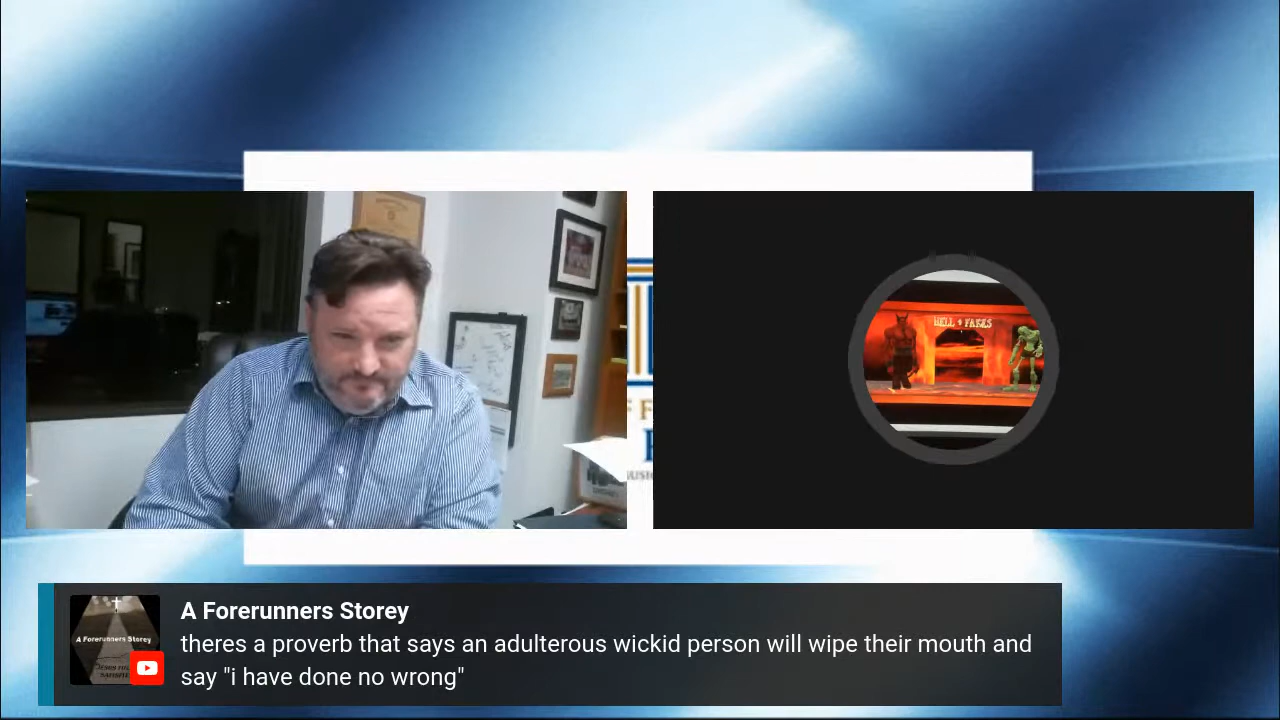 HELL & FAKES
A Forerunners Storey
A Forerunners Storey
theres a proverb that says an adulterous wickid person will wipe their mouth and
say "i have done no wrong"